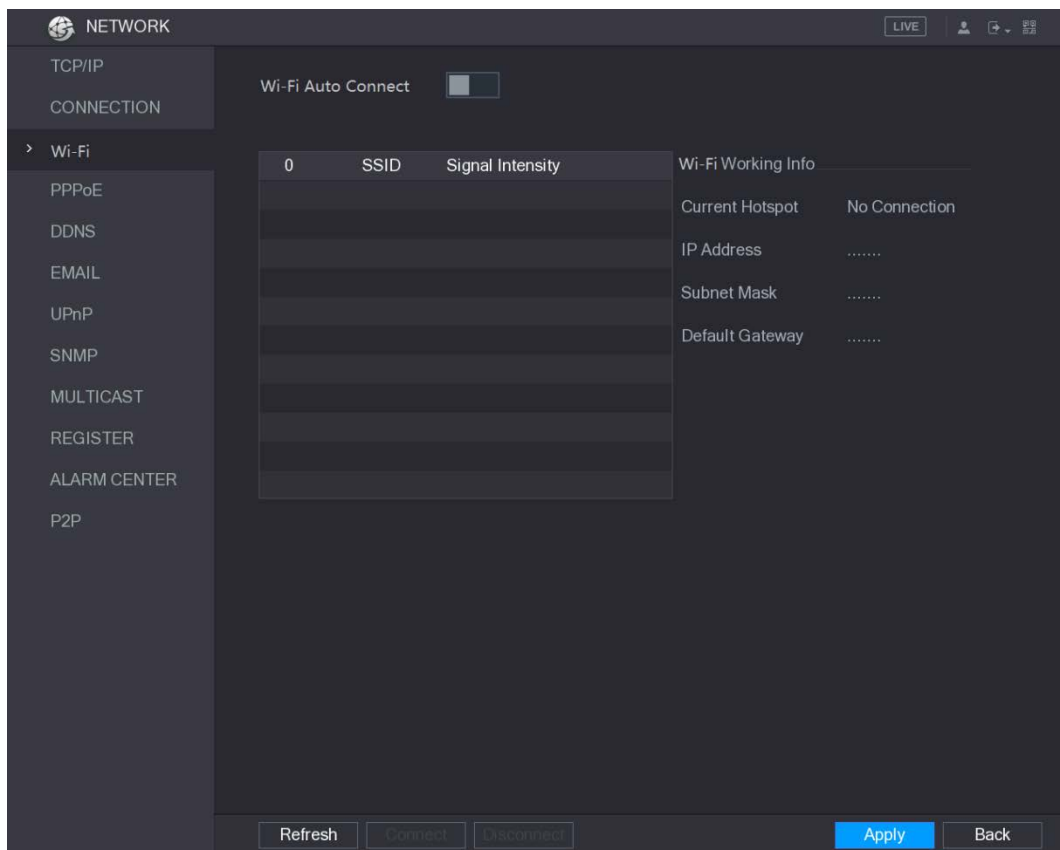 NETWORK
LIVE
TCP/IP
CONNECTION
Wi-Fi
PPPoE
DDNS
EMAIL
UPnP
SNMP
MULTICAST
REGISTER
ALARM CENTER
P2P
Wi-Fi Auto Connect
0 SSID Signal Intensity
Wi-Fi Working Info
Current Hotspot No Connection
IP Address .......
Subnet Mask .......
Default Gateway .......
Refresh Connect Disconnect Apply Back